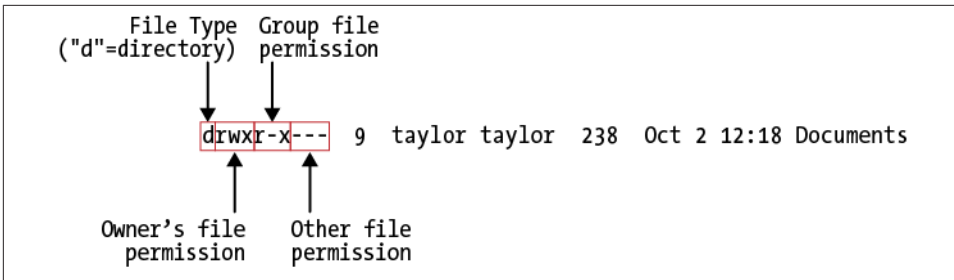 File Type Group file
("d"=directory) permission
drwxr-x--- 9 taylor taylor 238 Oct 2 12:18 Documents
Owner’s file Other file
permission permission